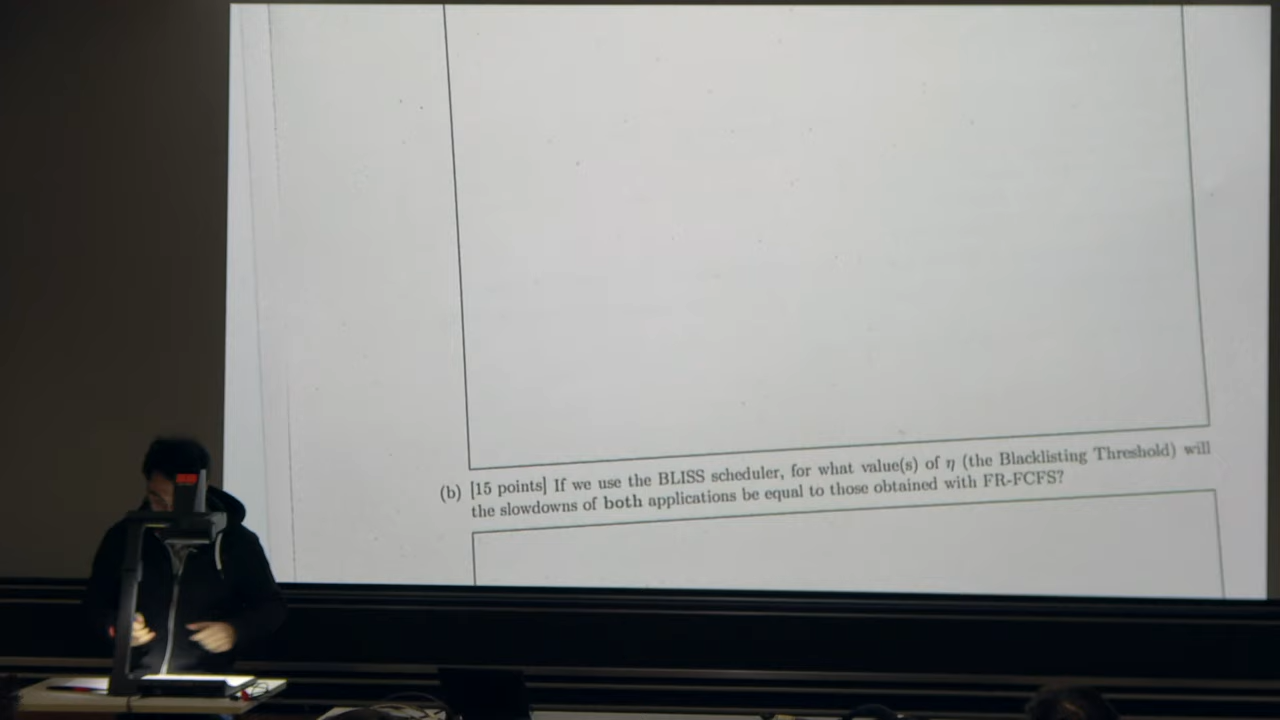 (b) [15 points] If we use the BLISS scheduler, for what value(s) of η (the Blacklisting Threshold) will
the slowdowns of both applications be equal to those obtained with FR-FCFS?